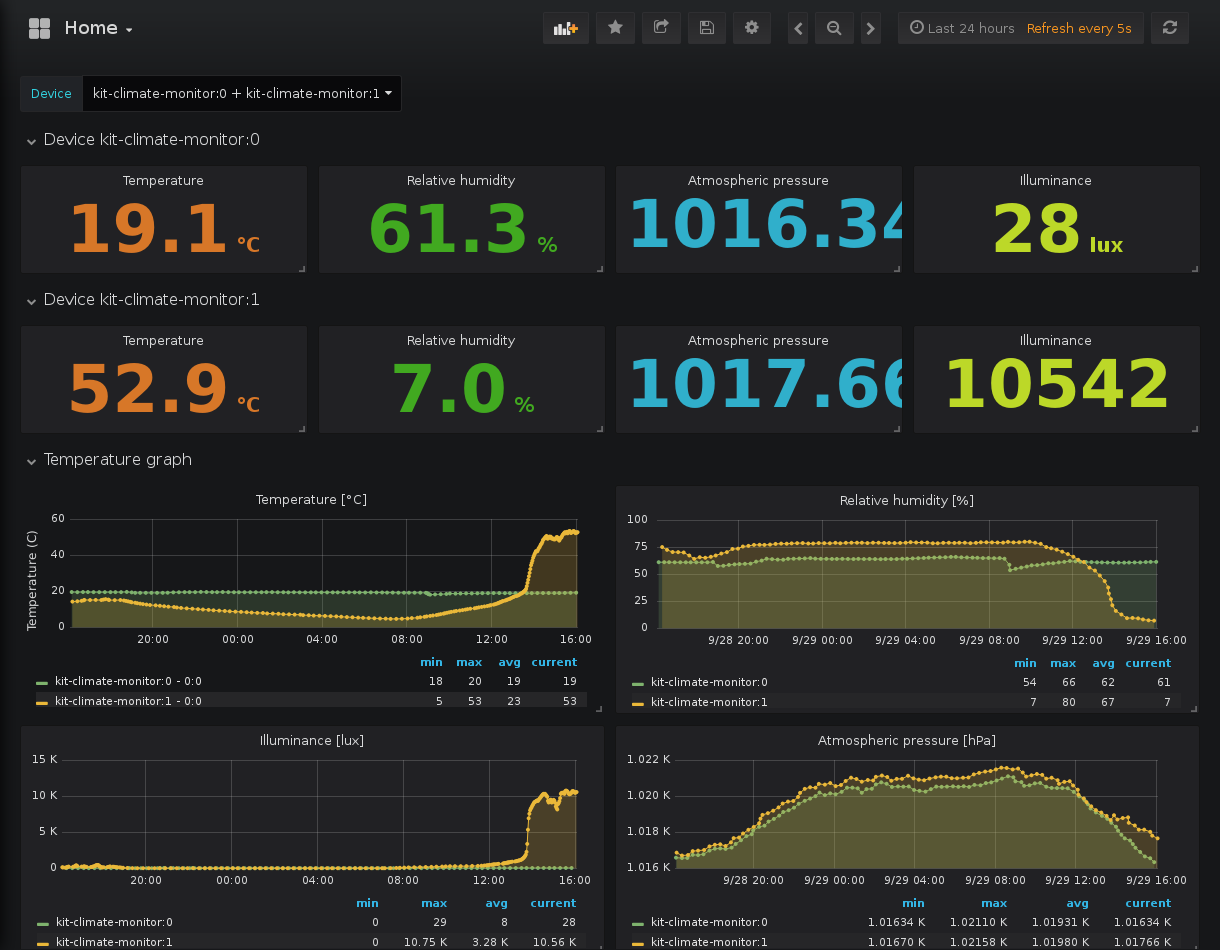 Home
Last 24 hours Refresh every 5s
Device kit-climate-monitor:0 + kit-climate-monitor:1
Device kit-climate-monitor:0
Temperature Relative humidity Atmospheric pressure Illuminance
19.1 °C 61.3 % 1016.34 28 lux
Device kit-climate-monitor:1
Temperature Relative humidity Atmospheric pressure Illuminance
52.9 °C 7.0 % 1017.66 10542
Temperature graph
Temperature [°C]
Temperature (C)
60
40
20
0
20:00 00:00 04:00 08:00 12:00 16:00
min max avg current
kit-climate-monitor:0 - 0:0 18 20 19 19
kit-climate-monitor:1 - 0:0 5 53 23 53
Relative humidity [%]
100
75
50
25
0
9/28 20:00 9/29 00:00 9/29 04:00 9/29 08:00 9/29 12:00 9/29 16:00
min max avg current
kit-climate-monitor:0 54 66 62 61
kit-climate-monitor:1 7 80 67 7
Illuminance [lux]
15 K
10 K
5 K
0
20:00 00:00 04:00 08:00 12:00 16:00
min max avg current
kit-climate-monitor:0 0 29 8 28
kit-climate-monitor:1 0 10.75 K 3.28 K 10.56 K
Atmospheric pressure [hPa]
1.022 K
1.020 K
1.018 K
1.016 K
9/28 20:00 9/29 00:00 9/29 04:00 9/29 08:00 9/29 12:00 9/29 16:00
min max avg current
kit-climate-monitor:0 1.01634 K 1.02110 K 1.01931 K 1.01634 K
kit-climate-monitor:1 1.01670 K 1.02158 K 1.01980 K 1.01766 K